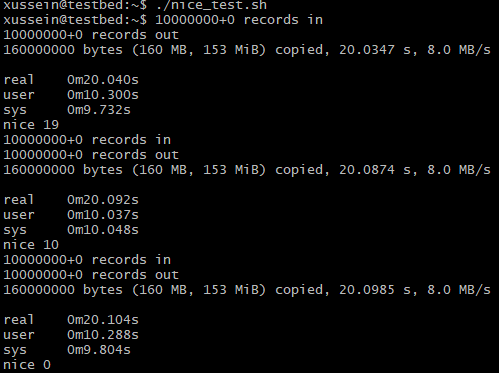 xussein@testbed:~$ ./nice_test.sh
xussein@testbed:~$ 10000000+0 records in
10000000+0 records out
160000000 bytes (160 MB, 153 MiB) copied, 20.0347 s, 8.0 MB/s
real 0m20.040s
user 0m10.300s
sys 0m9.732s
nice 19
10000000+0 records in
10000000+0 records out
160000000 bytes (160 MB, 153 MiB) copied, 20.0874 s, 8.0 MB/s
real 0m20.092s
user 0m10.037s
sys 0m10.048s
nice 10
10000000+0 records in
10000000+0 records out
160000000 bytes (160 MB, 153 MiB) copied, 20.0985 s, 8.0 MB/s
real 0m20.104s
user 0m10.288s
sys 0m9.804s
nice 0